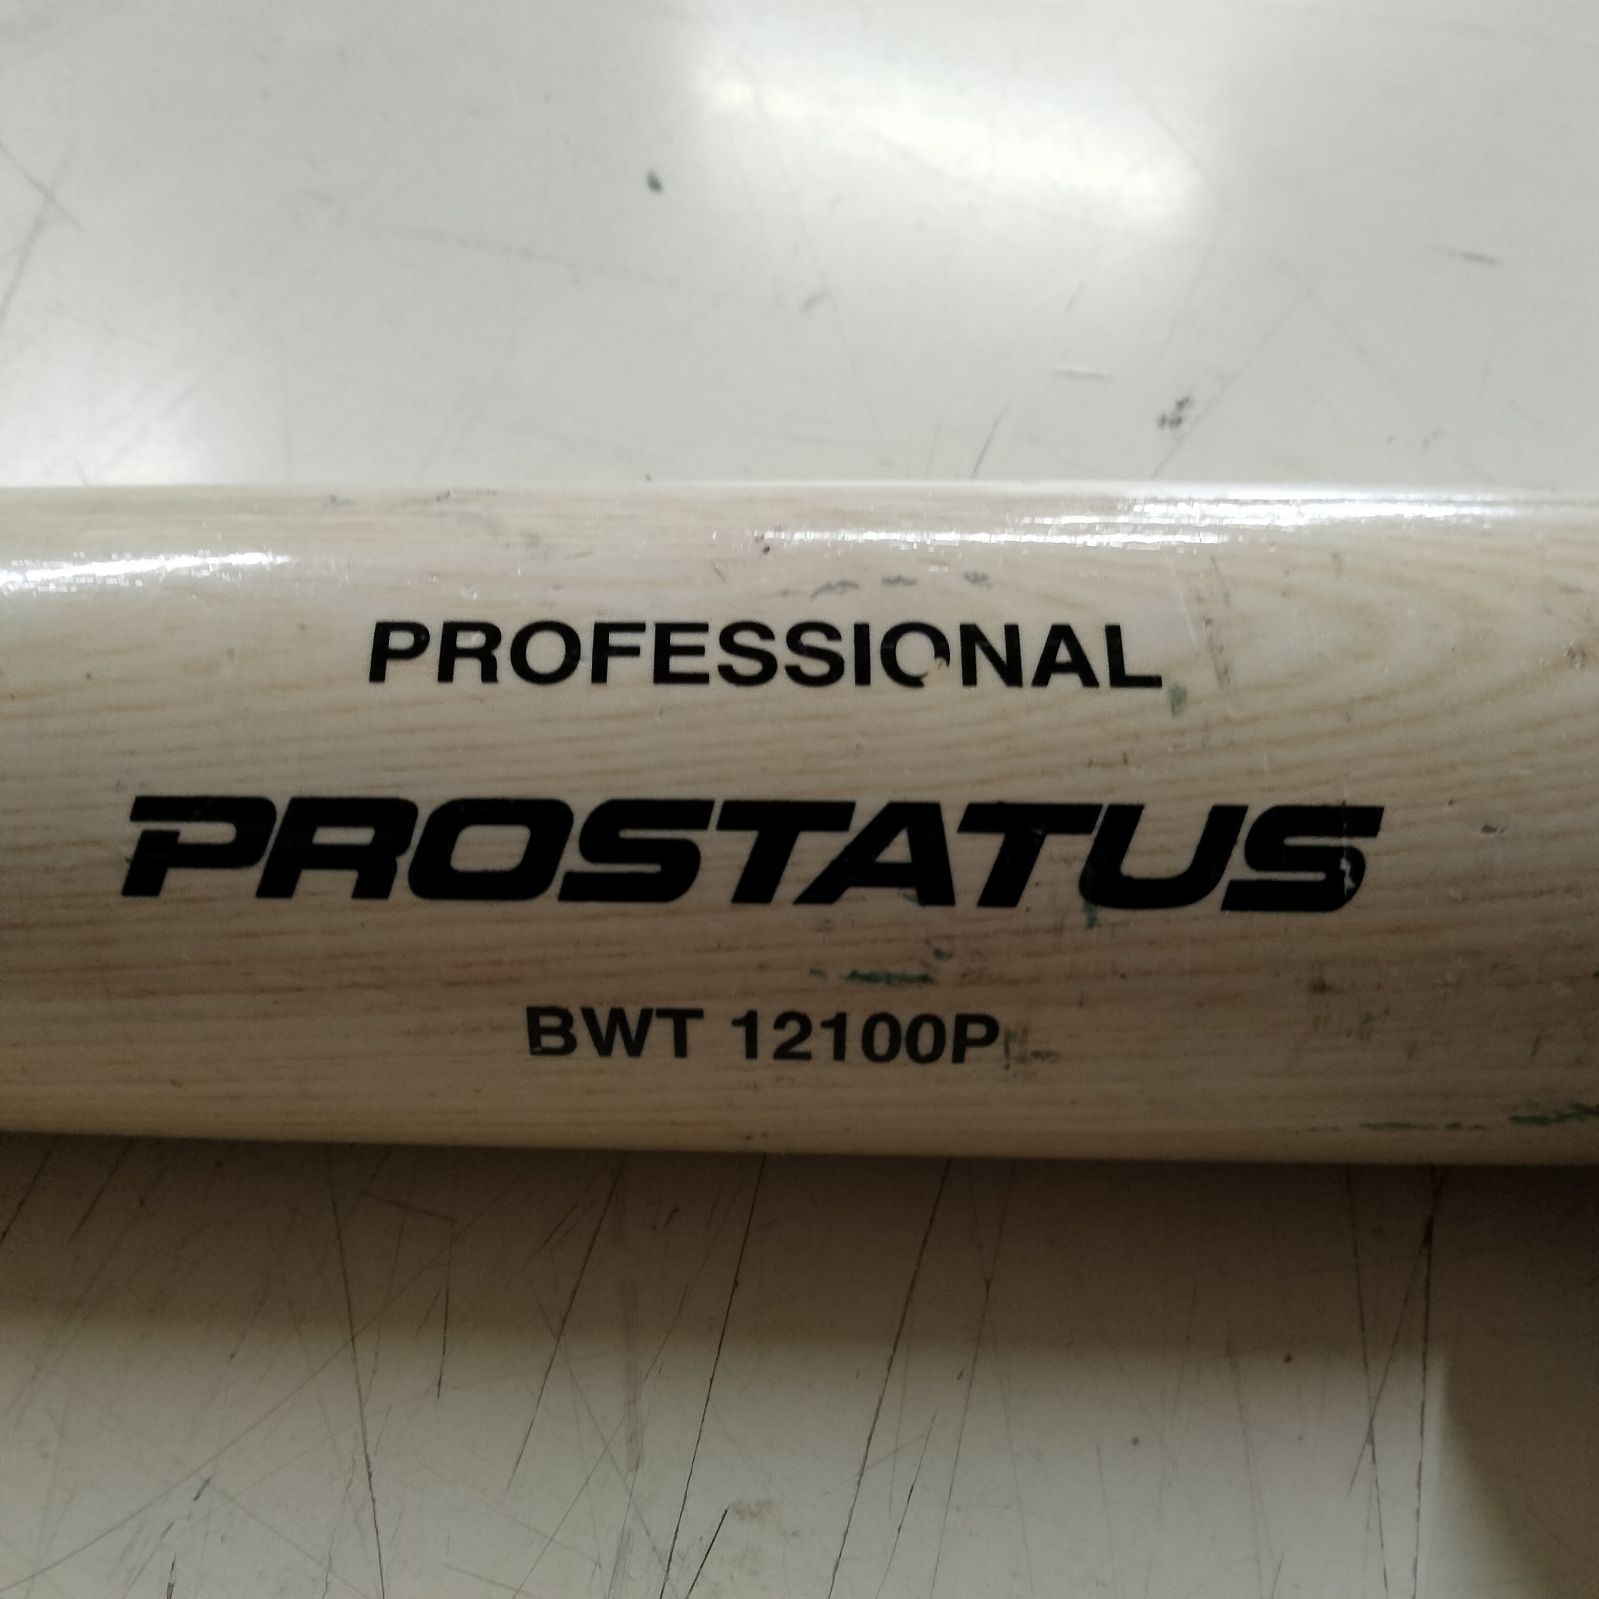 PROFESSIONAL
PROSTATUS
BWT 12100P